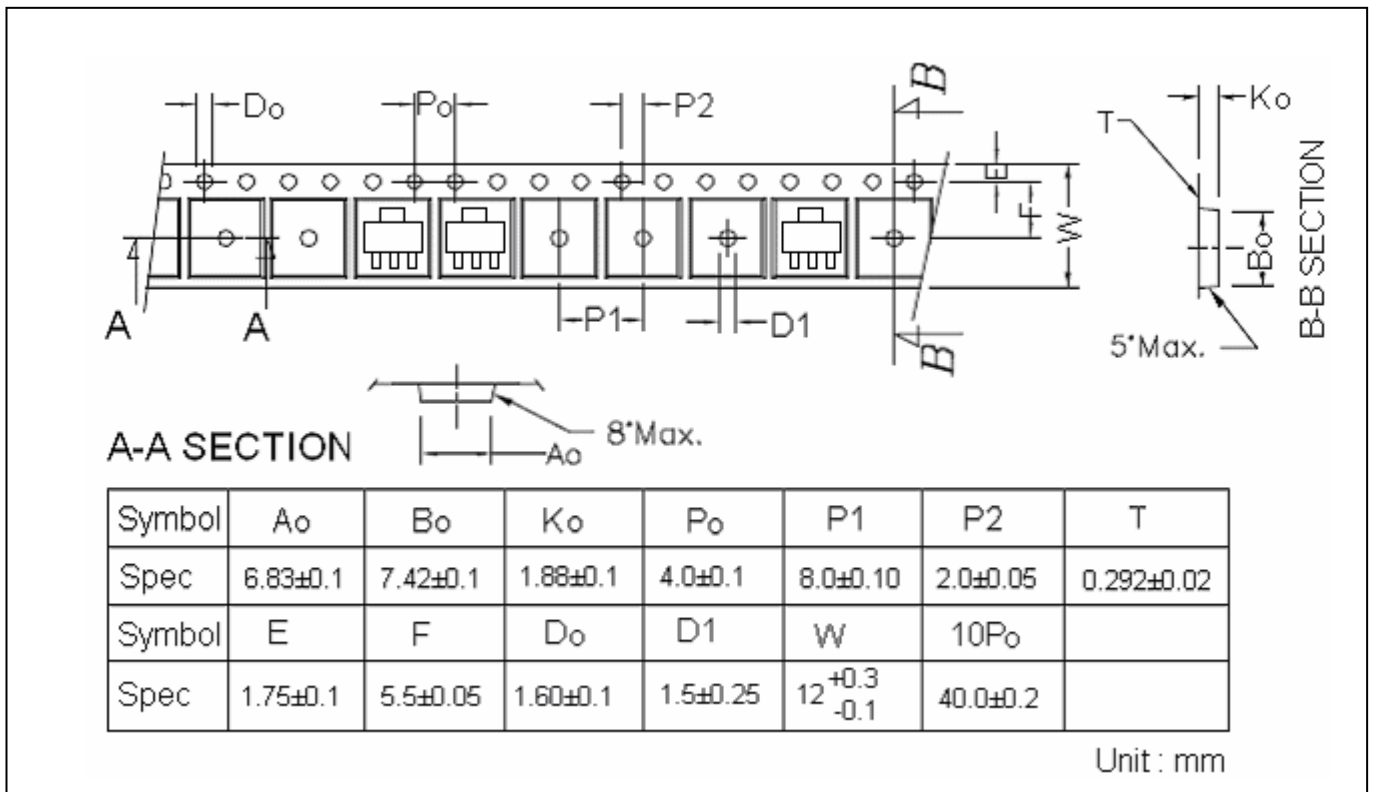 Do Po P2 B Ko
T
E
F
W
Bo
B-B SECTION
A A P1 D1 B
5°Max.
8°Max.
A-A SECTION
Ao
Symbol Ao Bo Ko Po P1 P2 T
Spec 6.83±0.1 7.42±0.1 1.88±0.1 4.0±0.1 8.0±0.10 2.0±0.05 0.292±0.02
Symbol E F Do D1 W 10Po
Spec 1.75±0.1 5.5±0.05 1.60±0.1 1.5±0.25 12 +0.3 -0.1 40.0±0.2
Unit : mm